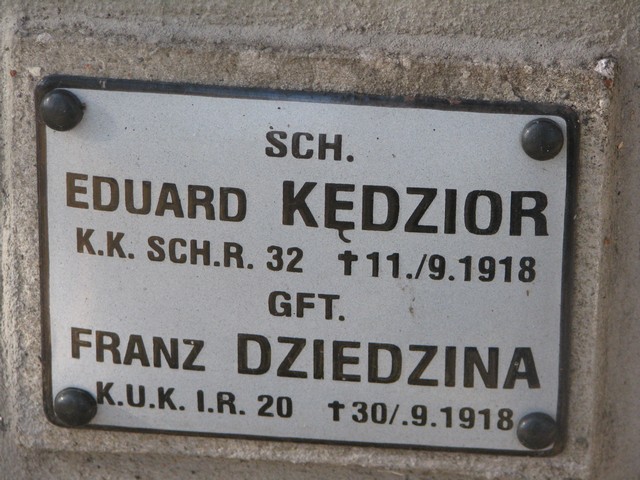 SCH.
EDUARD KĘDZIOR
K.K. SCH.R. 32 ✝11./9.1918
GFT.
FRANZ DZIEDZINA
K.U.K. I.R. 20 ✝30/.9.1918